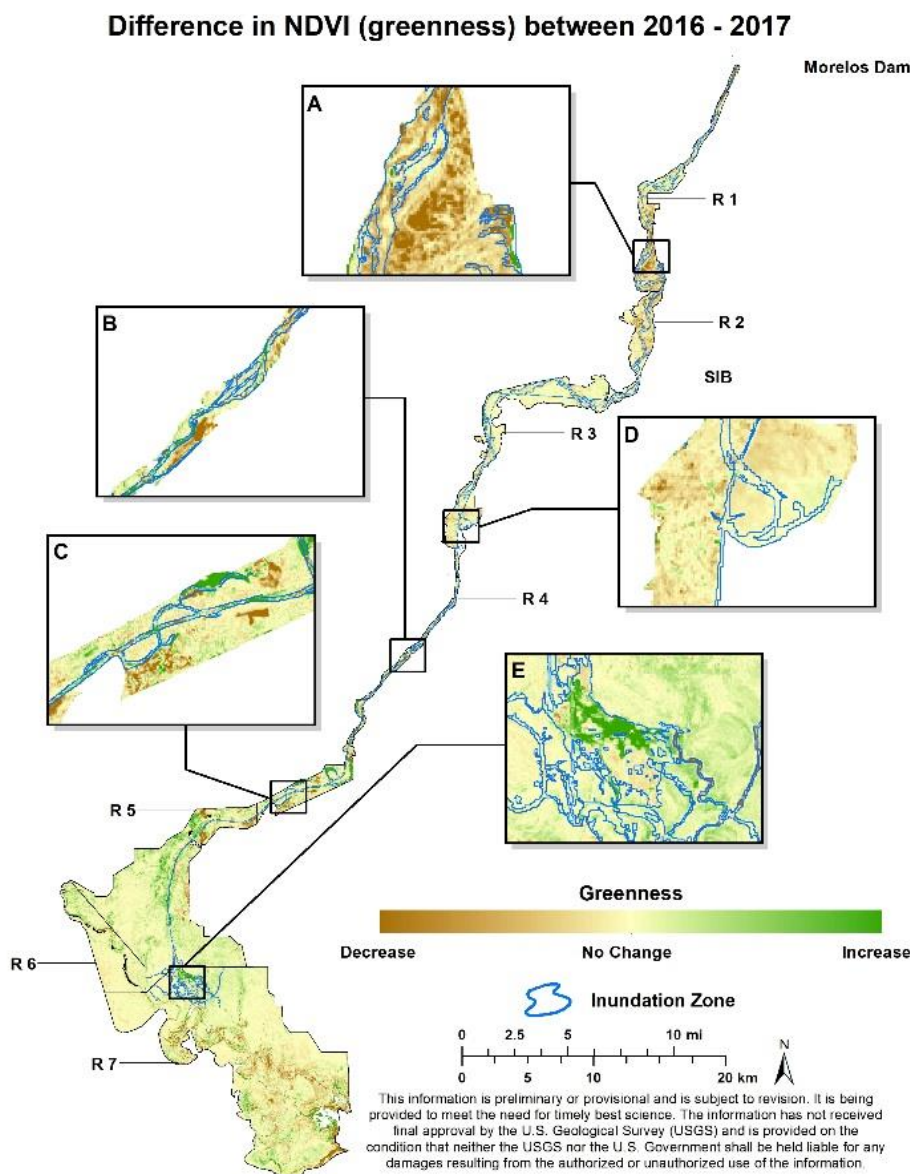 Difference in NDVI (greenness) between 2016 - 2017
Morelos Dam
A
R 1
B
R 2
SIB
R 3
D
C
R 4
E
R 5
Greenness
Decrease
No Change
Increase
R 6
Inundation Zone
0 2.5 5 10 mi
N
R 7
0 5 10 20 km
This information is preliminary or provisional and is subject to revision. It is being
provided to meet the need for timely best science. The information has not received
final approval by the U.S. Geological Survey (USGS) and is provided on the
condition that neither the USGS nor the U.S. Government shall be held liable for any
damages resulting from the authorized or unauthorized use of the information.